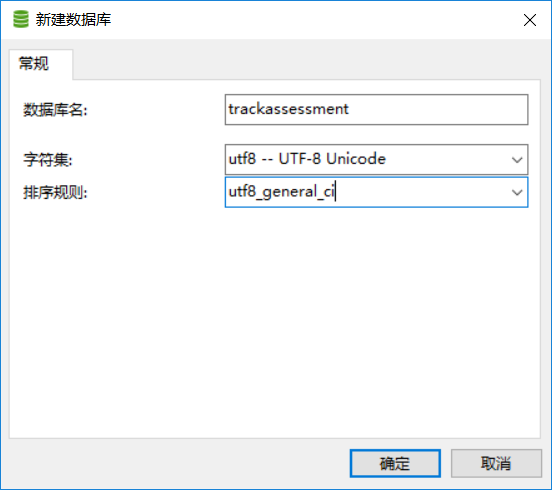 新建数据库
常规
数据库名: trackassessment
字符集: utf8 -- UTF-8 Unicode
排序规则: utf8_general_ci
确定 取消